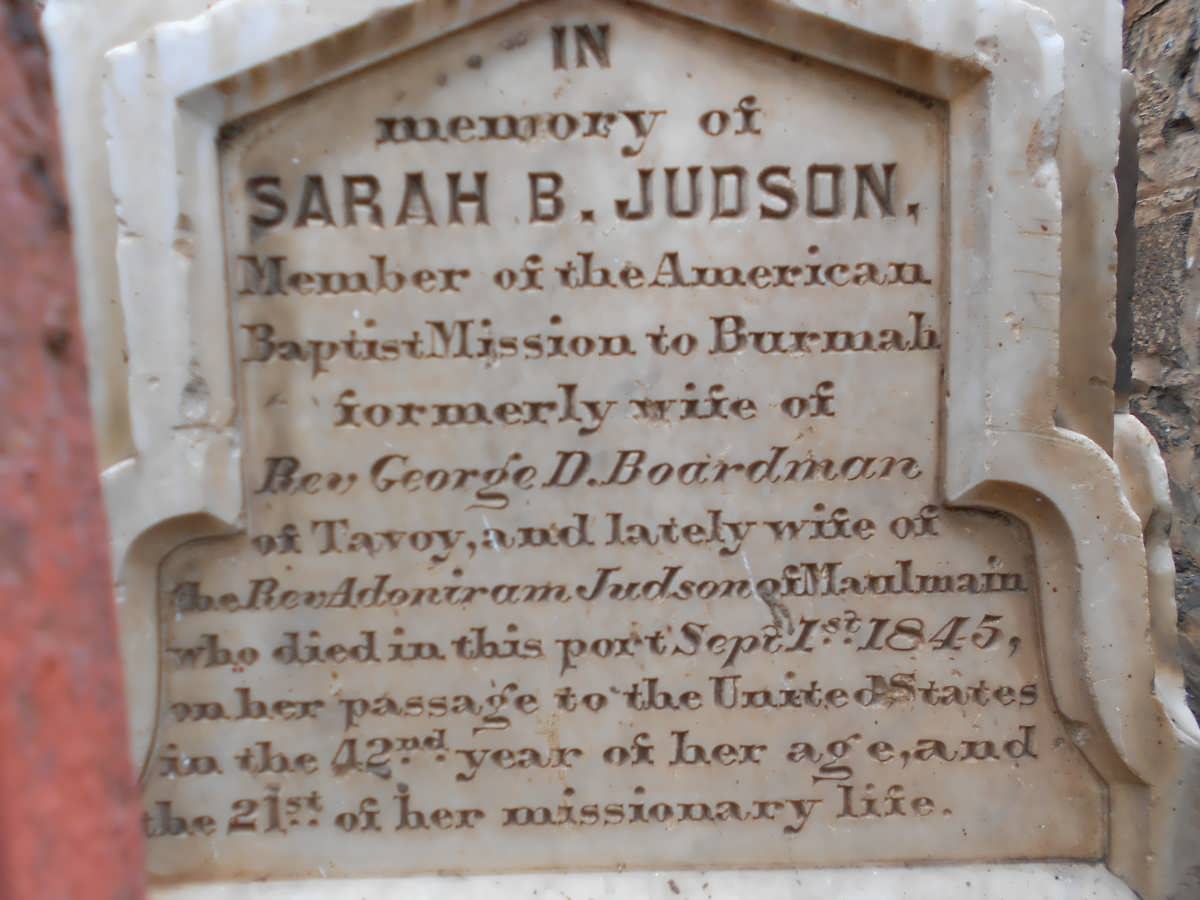 IN
memory of
SARAH B. JUDSON,
Member of the American
Baptist Mission to Burmah
formerly wife of
Rev George D. Boardman
of Tavoy, and lately wife of
the Rev Adoniram Judson of Maulmain
who died in this port Sept 1st. 1845,
on her passage to the United States
in the 42nd year of her age, and
the 21st. of her missionary life.